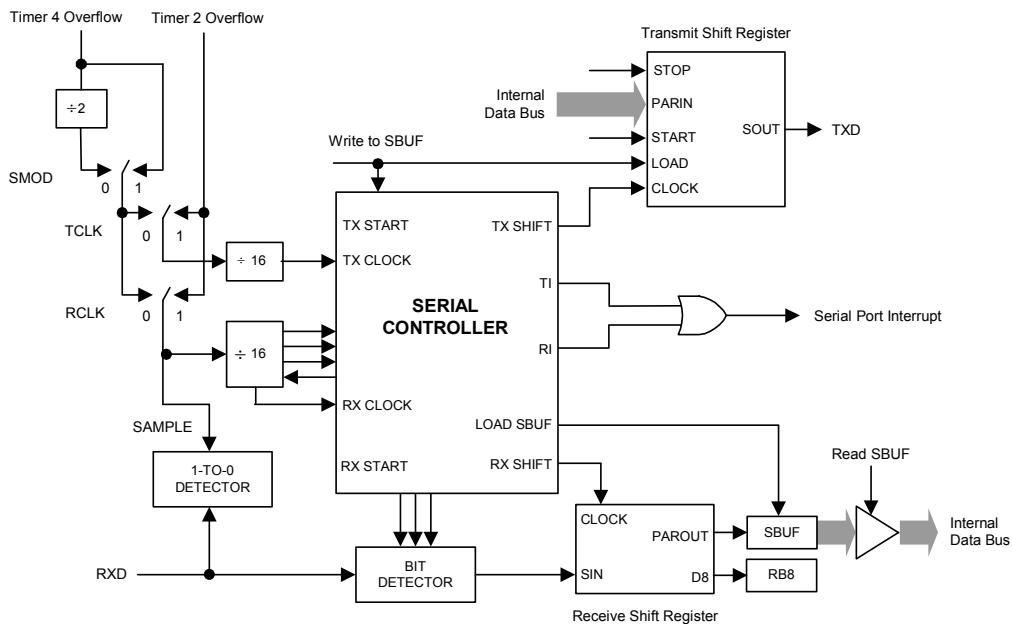 Timer 4 Overflow
Timer 2 Overflow
÷2
SMOD
0
1
TCLK
0
1
÷ 16
RCLK
0
1
÷ 16
SAMPLE
1-TO-0
DETECTOR
RXD
Write to SBUF
TX START
TX SHIFT
TX CLOCK
TI
SERIAL
CONTROLLER
RI
RX CLOCK
LOAD SBUF
RX START
RX SHIFT
BIT
DETECTOR
Transmit Shift Register
Internal
Data Bus
STOP
PARIN
START
LOAD
CLOCK
SOUT
TXD
Serial Port Interrupt
CLOCK
PAROUT
SIN
D8
Receive Shift Register
SBUF
RB8
Read SBUF
Internal
Data Bus